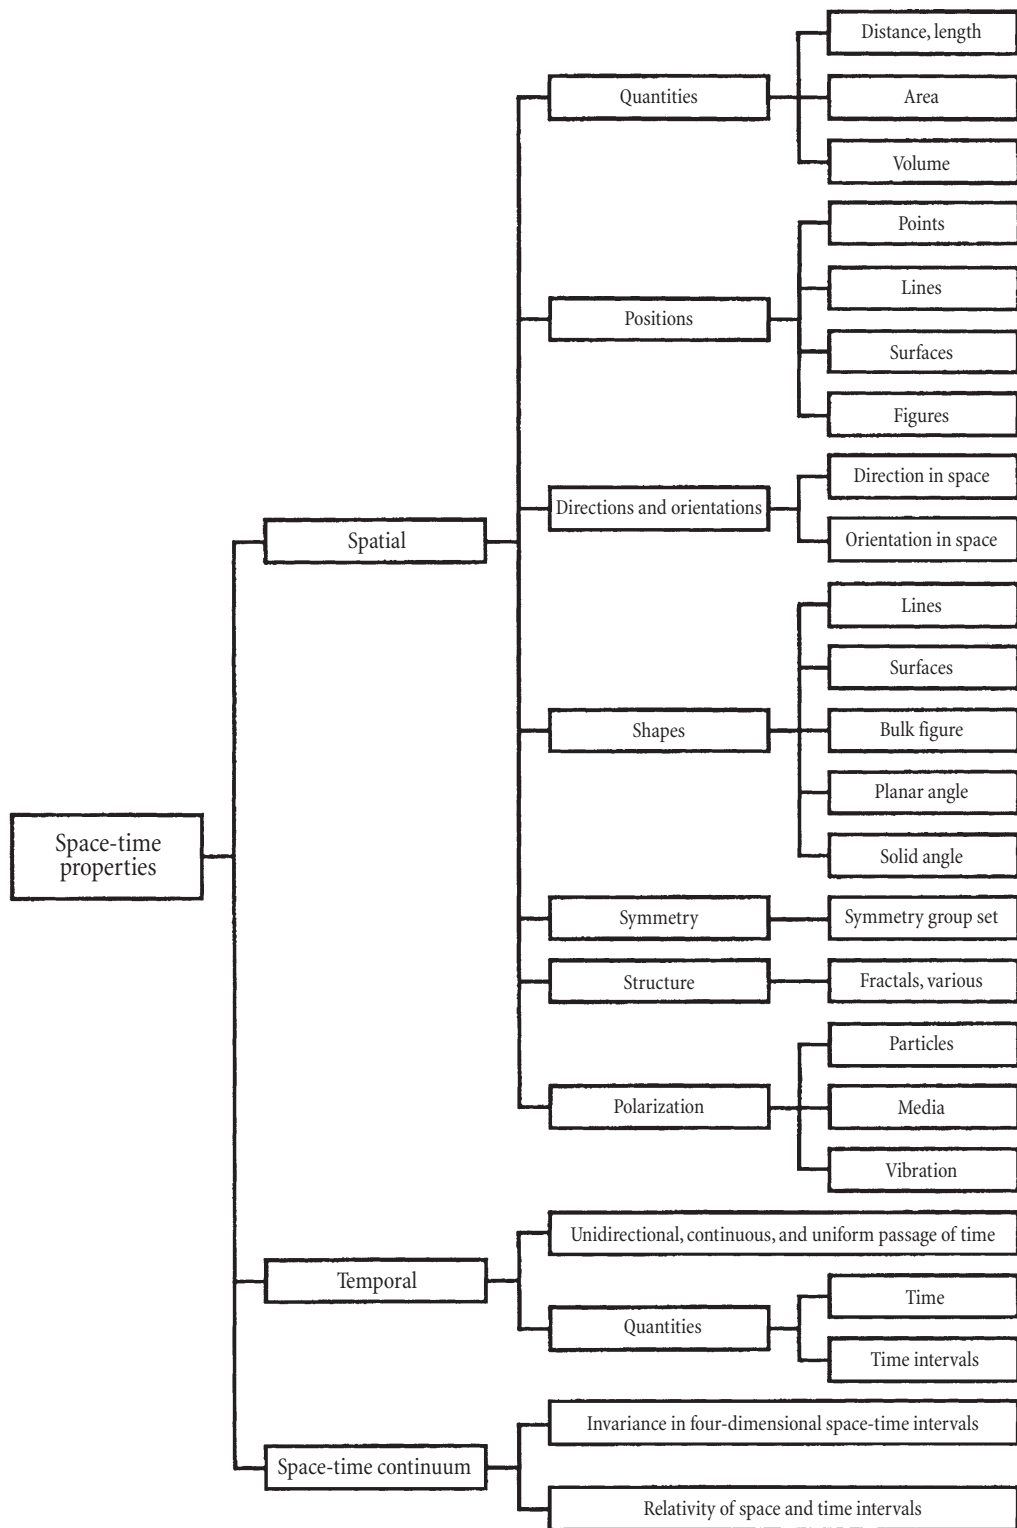 Distance, length
Quantities
Area
Volume
Points
Lines
Positions
Surfaces
Figures
Direction in space
Directions and orientations
Orientation in space
Spatial
Lines
Surfaces
Shapes
Bulk figure
Planar angle
Space-time
properties
Solid angle
Symmetry
Symmetry group set
Structure
Fractals, various
Particles
Polarization
Media
Vibration
Unidirectional, continuous, and uniform passage of time
Temporal
Time
Quantities
Time intervals
Invariance in four-dimensional space-time intervals
Space-time continuum
Relativity of space and time intervals